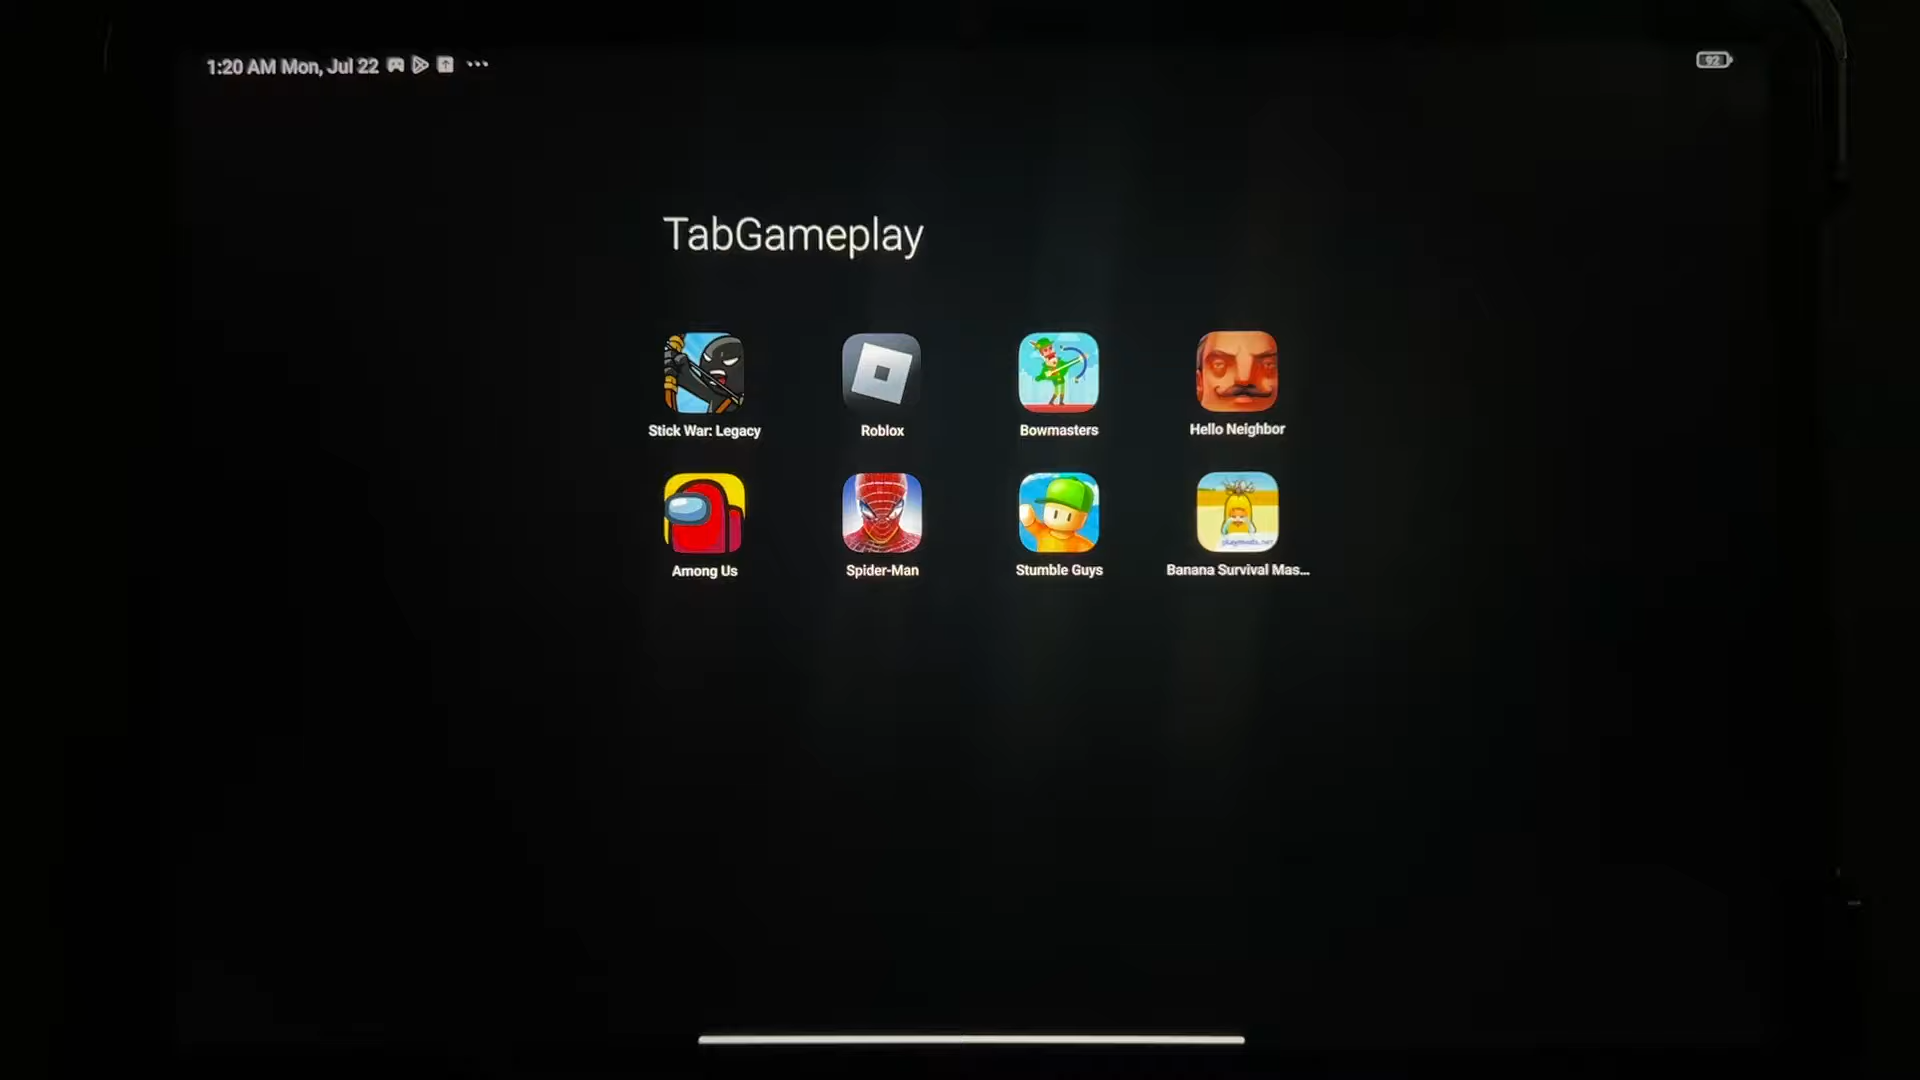 1:20 AM Mon, Jul 22
92
TabGameplay
Stick War: Legacy
Roblox
Bowmasters
Hello Neighbor
Among Us
Spider-Man
Stumble Guys
Banana Survival Mas...